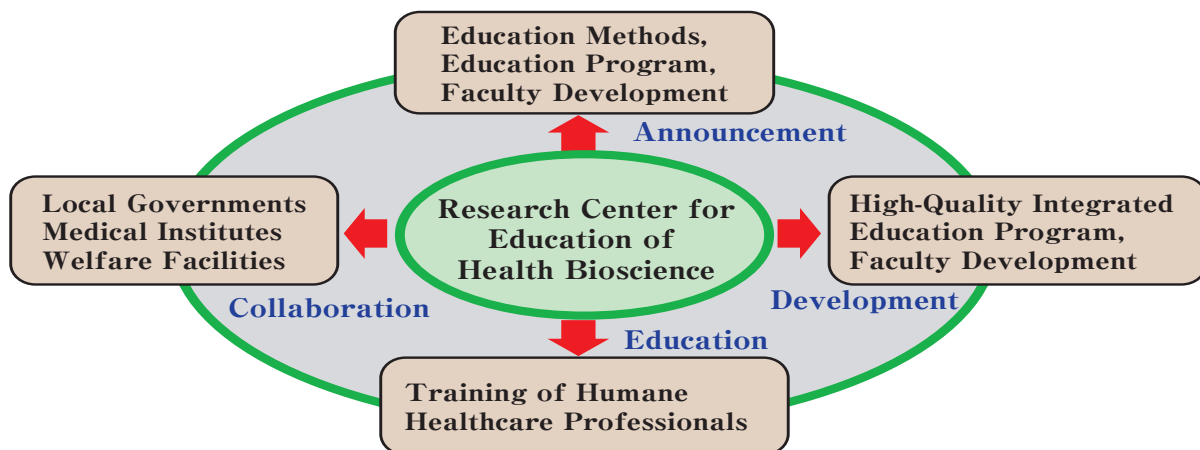 Education Methods,
Education Program,
Faculty Development
Announcement
Local Governments
Medical Institutes
Welfare Facilities
Collaboration
Research Center for
Education of
Health Bioscience
High-Quality Integrated
Education Program,
Faculty Development
Development
Education
Training of Humane
Healthcare Professionals